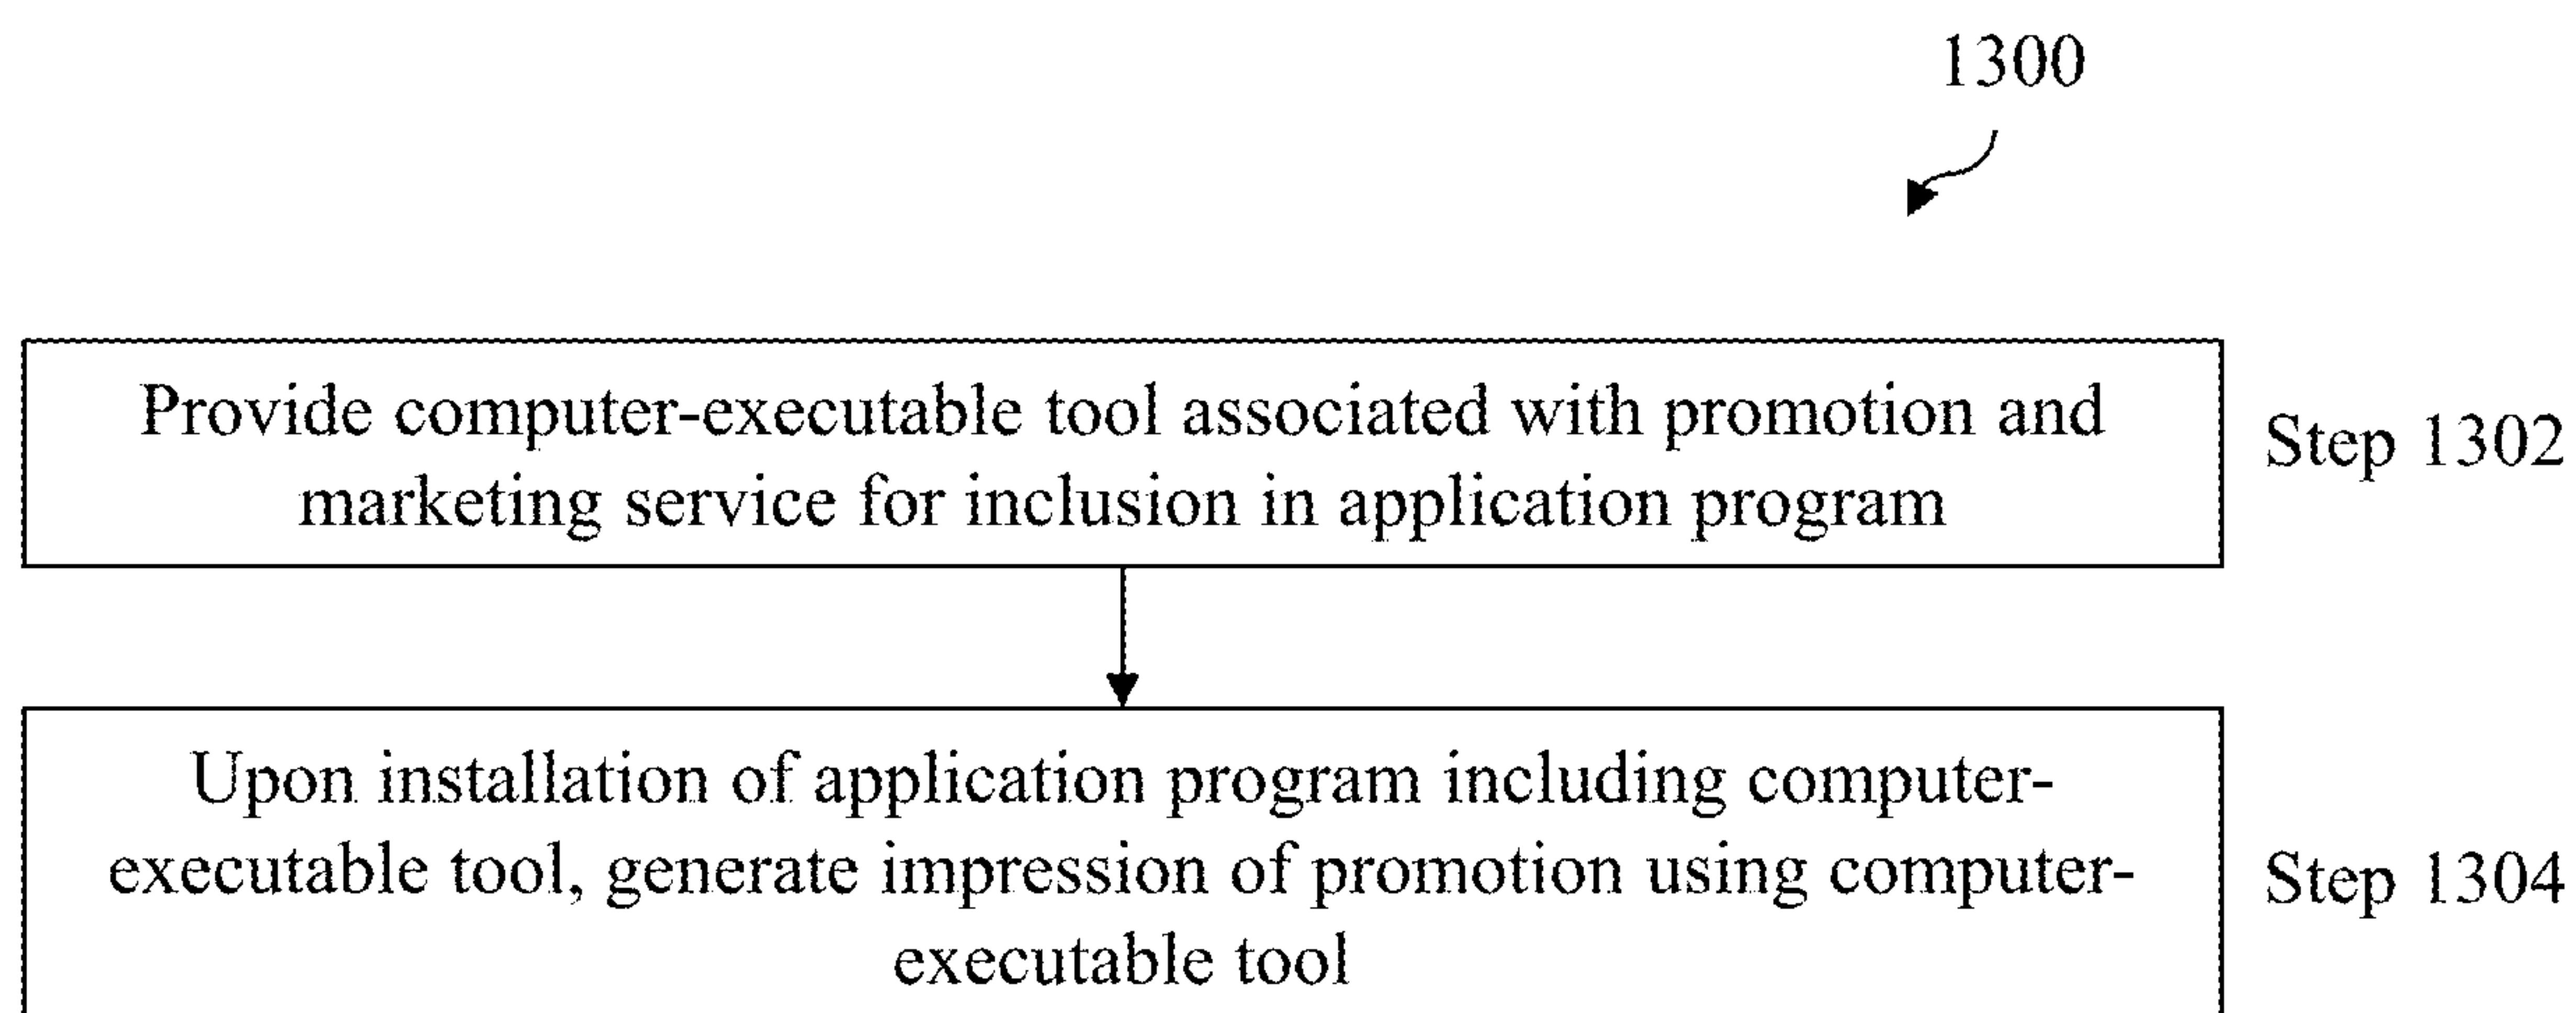 1300
Provide computer-executable tool associated with promotion and
marketing service for inclusion in application program
Step 1302
Upon installation of application program including computer-
executable tool, generate impression of promotion using computer-
executable tool
Step 1304